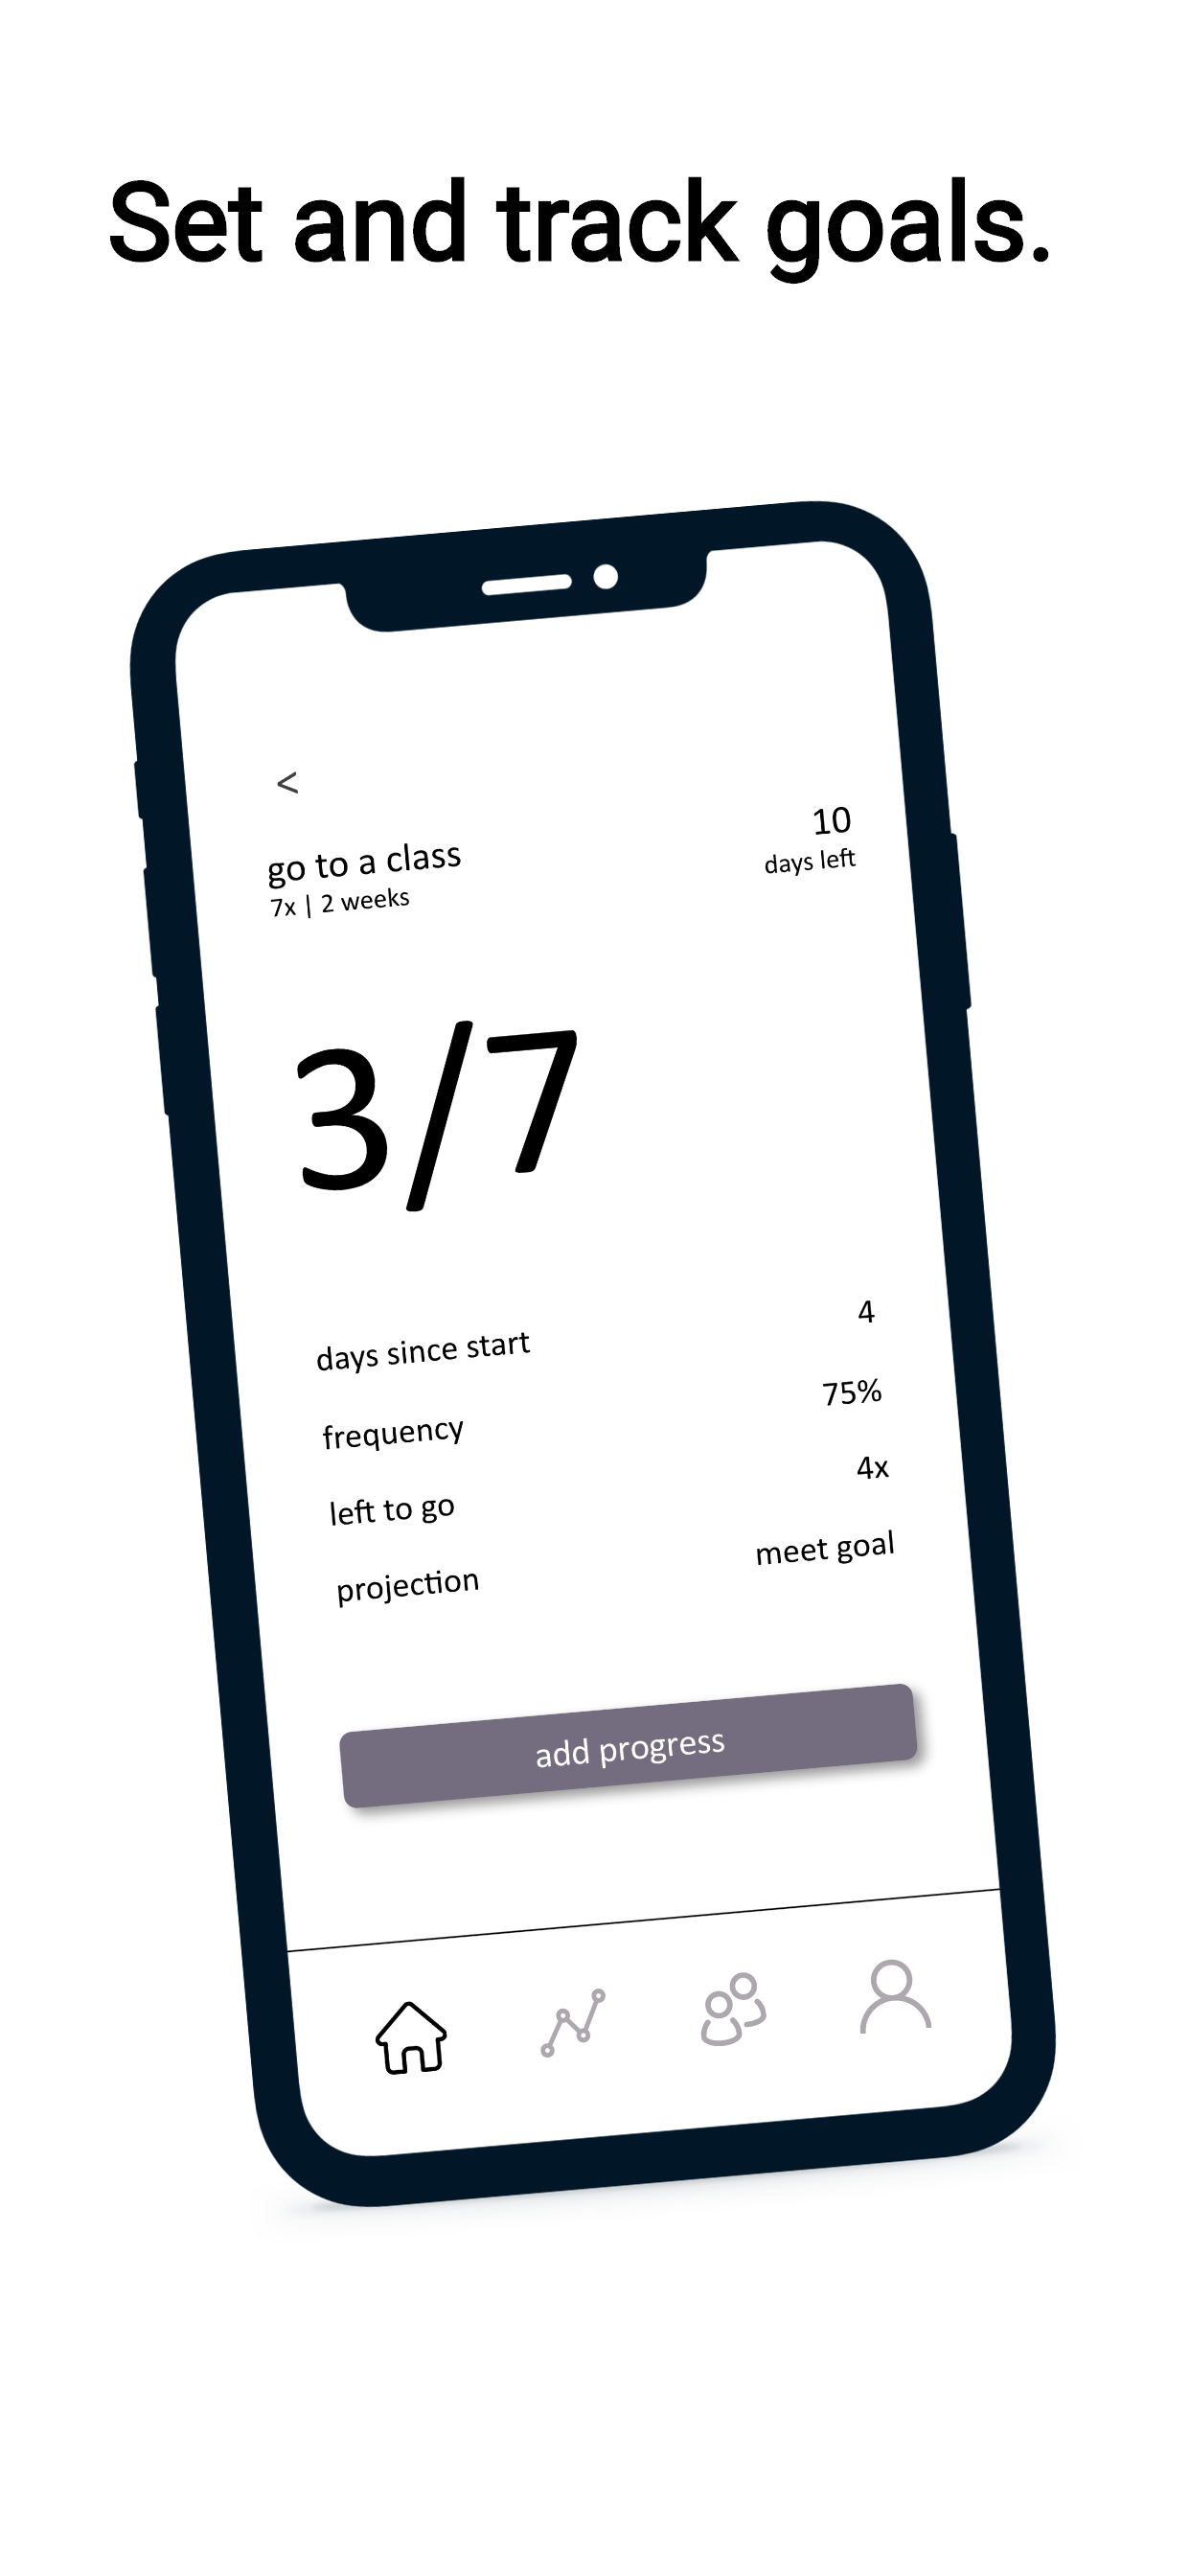 Set and track goals.
<
go to a class
7x | 2 weeks
10
days left
3/7
days since start 4
frequency 75%
left to go 4x
projection meet goal
add progress